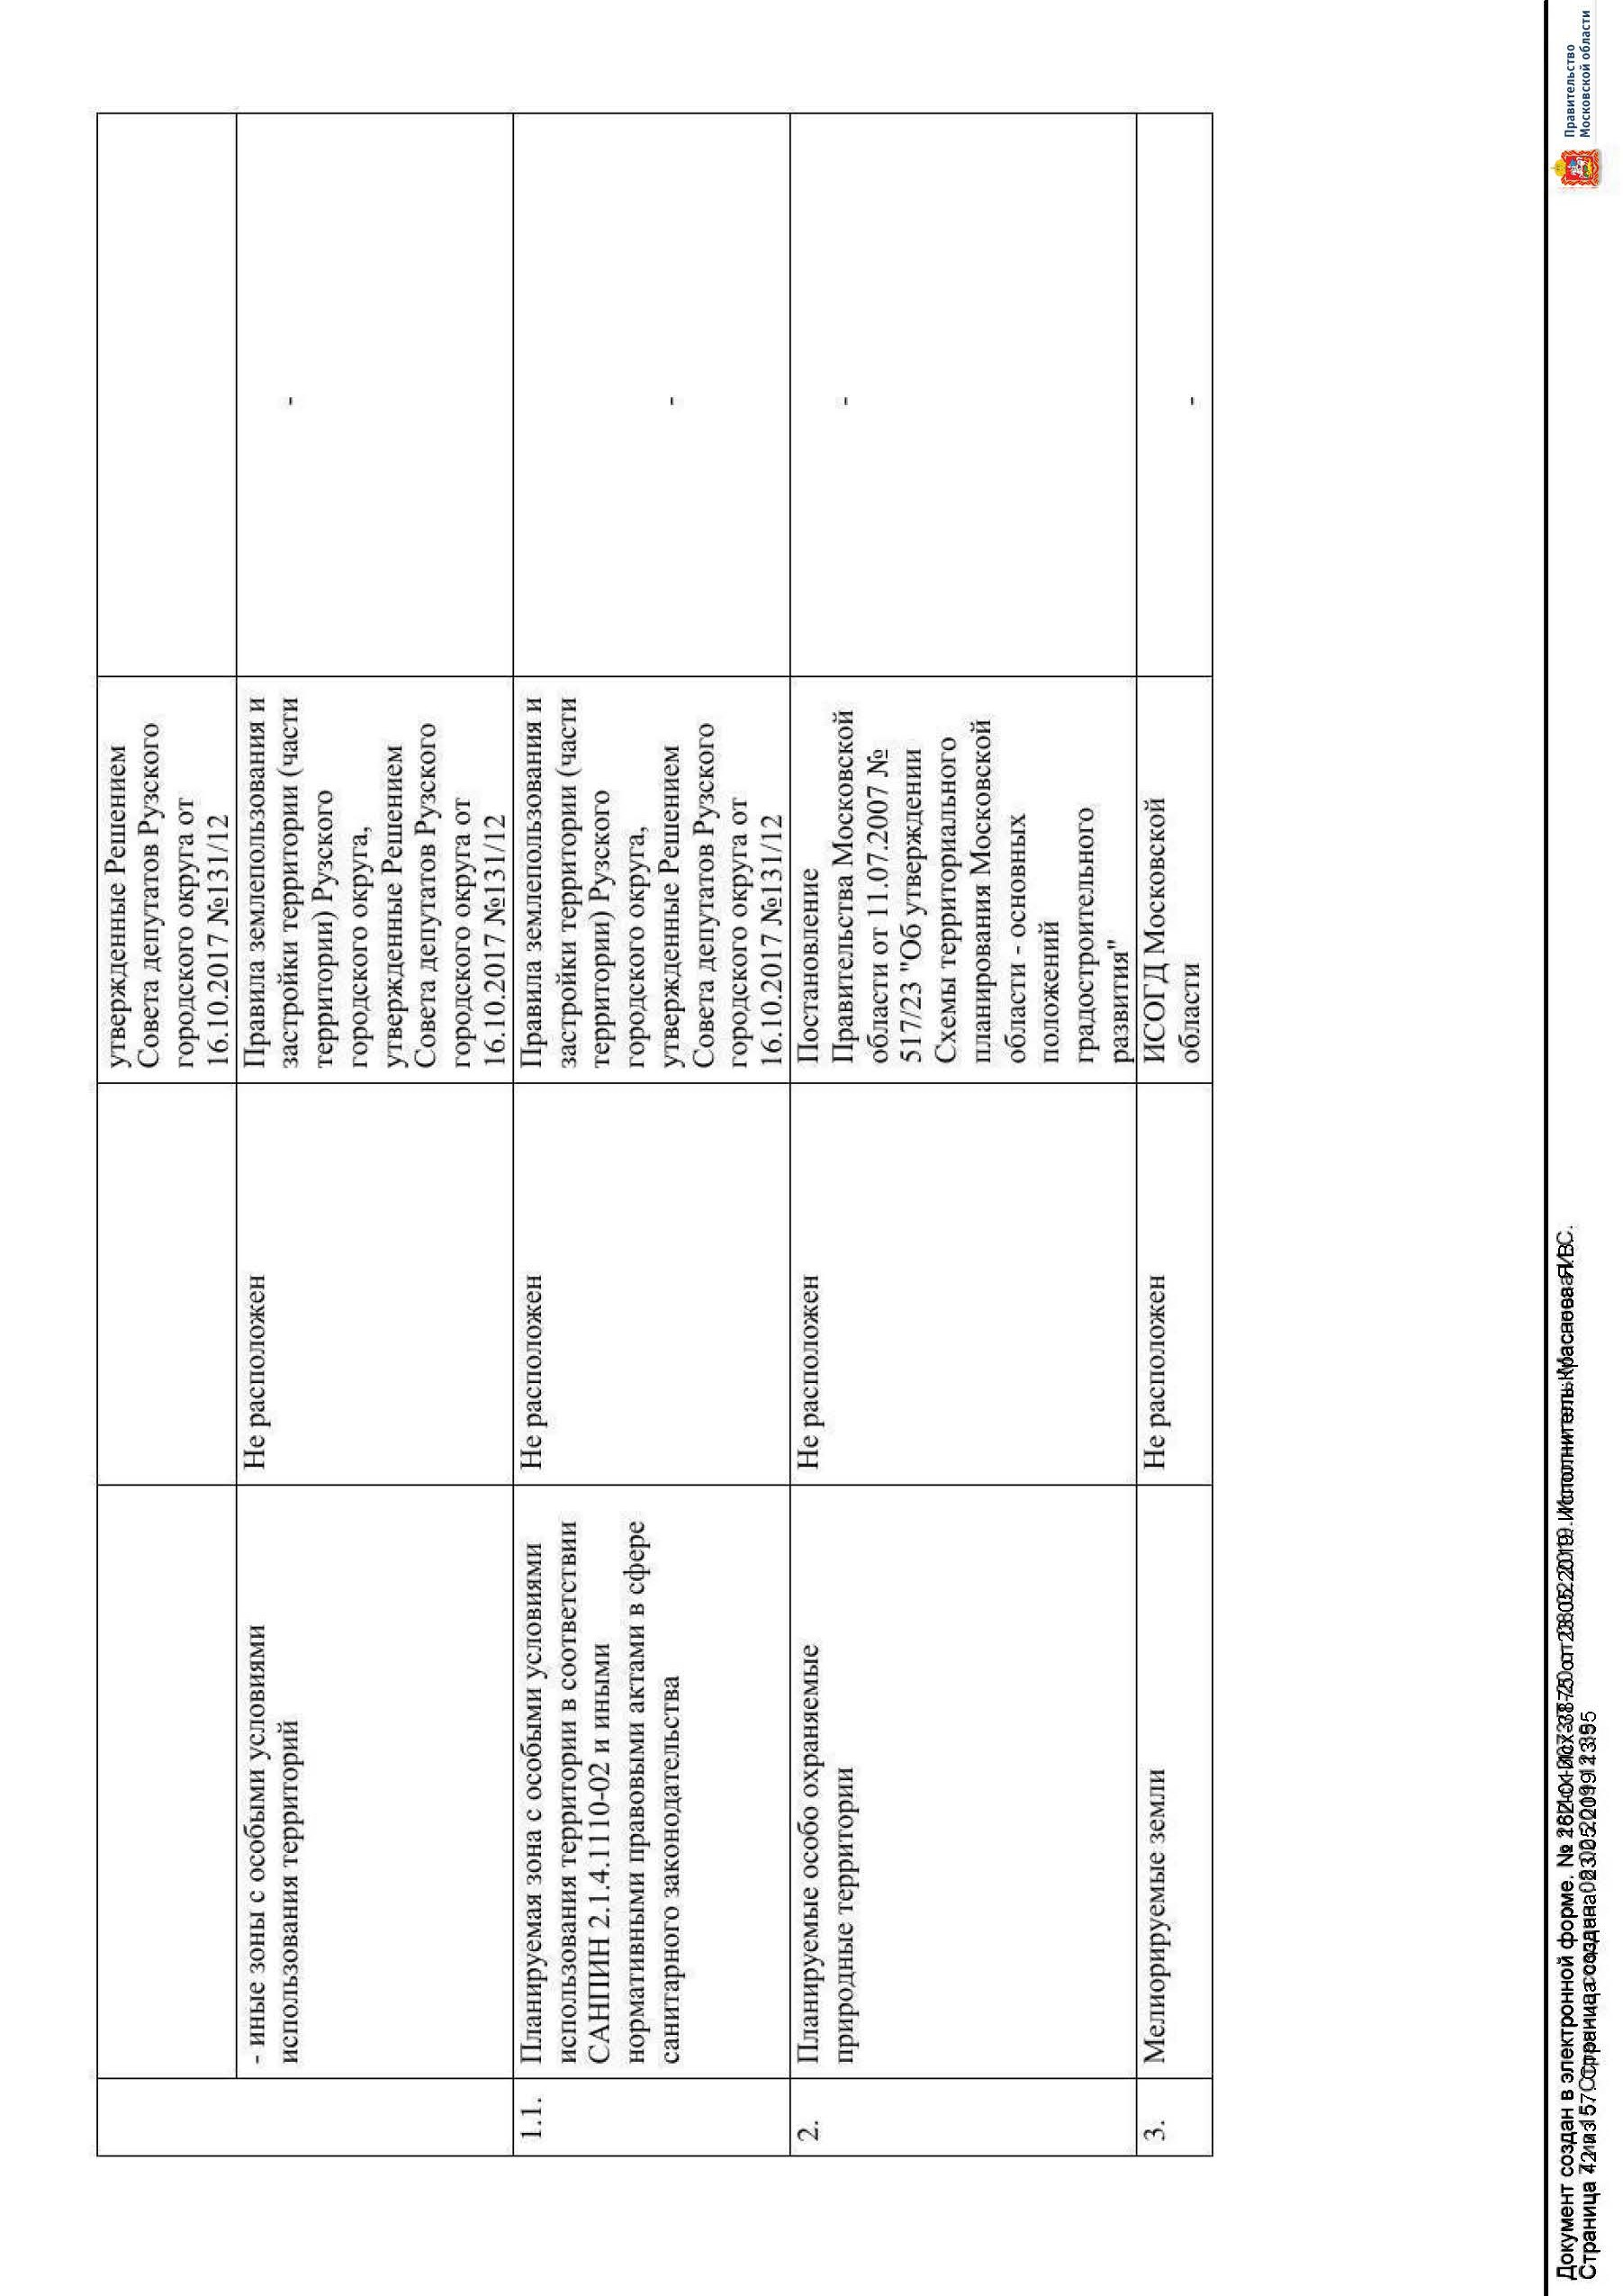 утвержденные Решением
Совета депутатов Рузского
городского округа от
16.10.2017 №131/12
- иные зоны с особыми условиями
использования территорий
Не расположен
Правила землепользования и
застройки территории (части
территории) Рузского
городского округа,
утвержденные Решением
Совета депутатов Рузского
городского округа от
16.10.2017 №131/12
-
1.1.
Планируемая зона с особыми условиями
использования территории в соответствии
САНПИН 2.1.4.1110-02 и иными
нормативными правовыми актами в сфере
санитарного законодательства
Не расположен
Правила землепользования и
застройки территории (части
территории) Рузского
городского округа,
утвержденные Решением
Совета депутатов Рузского
городского округа от
16.10.2017 №131/12
-
2.
Планируемые особо охраняемые
природные территории
Не расположен
Постановление
Правительства Московской
области от 11.07.2007 №
517/23 "Об утверждении
Схемы территориального
планирования Московской
области - основных
положений
градостроительного
развития"
-
3.
Мелиорируемые земли
Не расположен
ИСОГД Московской
области
-
Документ создан в электронной форме. №
Страница
Правительство
Московской области